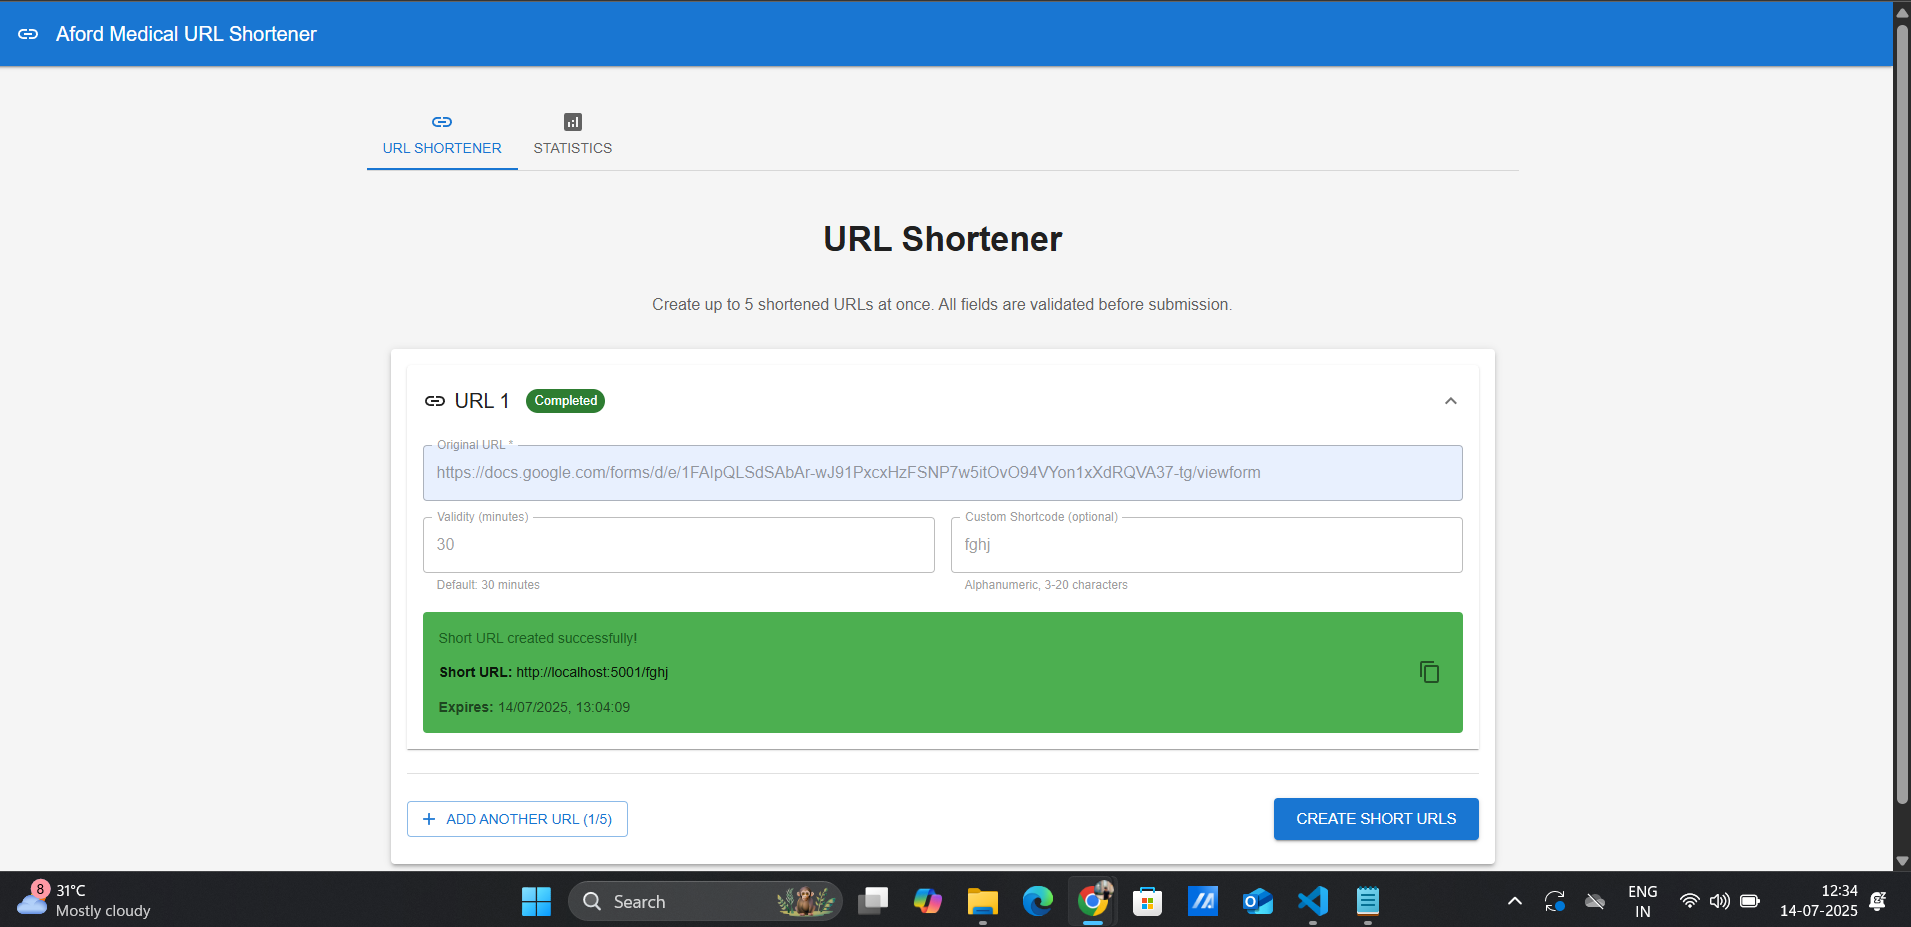 Aford Medical URL Shortener
URL SHORTENER
STATISTICS
URL Shortener
Create up to 5 shortened URLs at once. All fields are validated before submission.
URL 1
Completed
Original URL *
https://docs.google.com/forms/d/e/1FAIpQLSdSAbAr-wJ91PxcxHzFSNP7w5itOvO94VYon1xXdRQVA37-tg/viewform
Validity (minutes)
30
Default: 30 minutes
Custom Shortcode (optional)
fghj
Alphanumeric, 3-20 characters
Short URL created successfully!
Short URL: http://localhost:5001/fghj
Expires: 14/07/2025, 13:04:09
ADD ANOTHER URL (1/5)
CREATE SHORT URLS
8
31°C
Mostly cloudy
Search
ENG
IN
12:34
14-07-2025